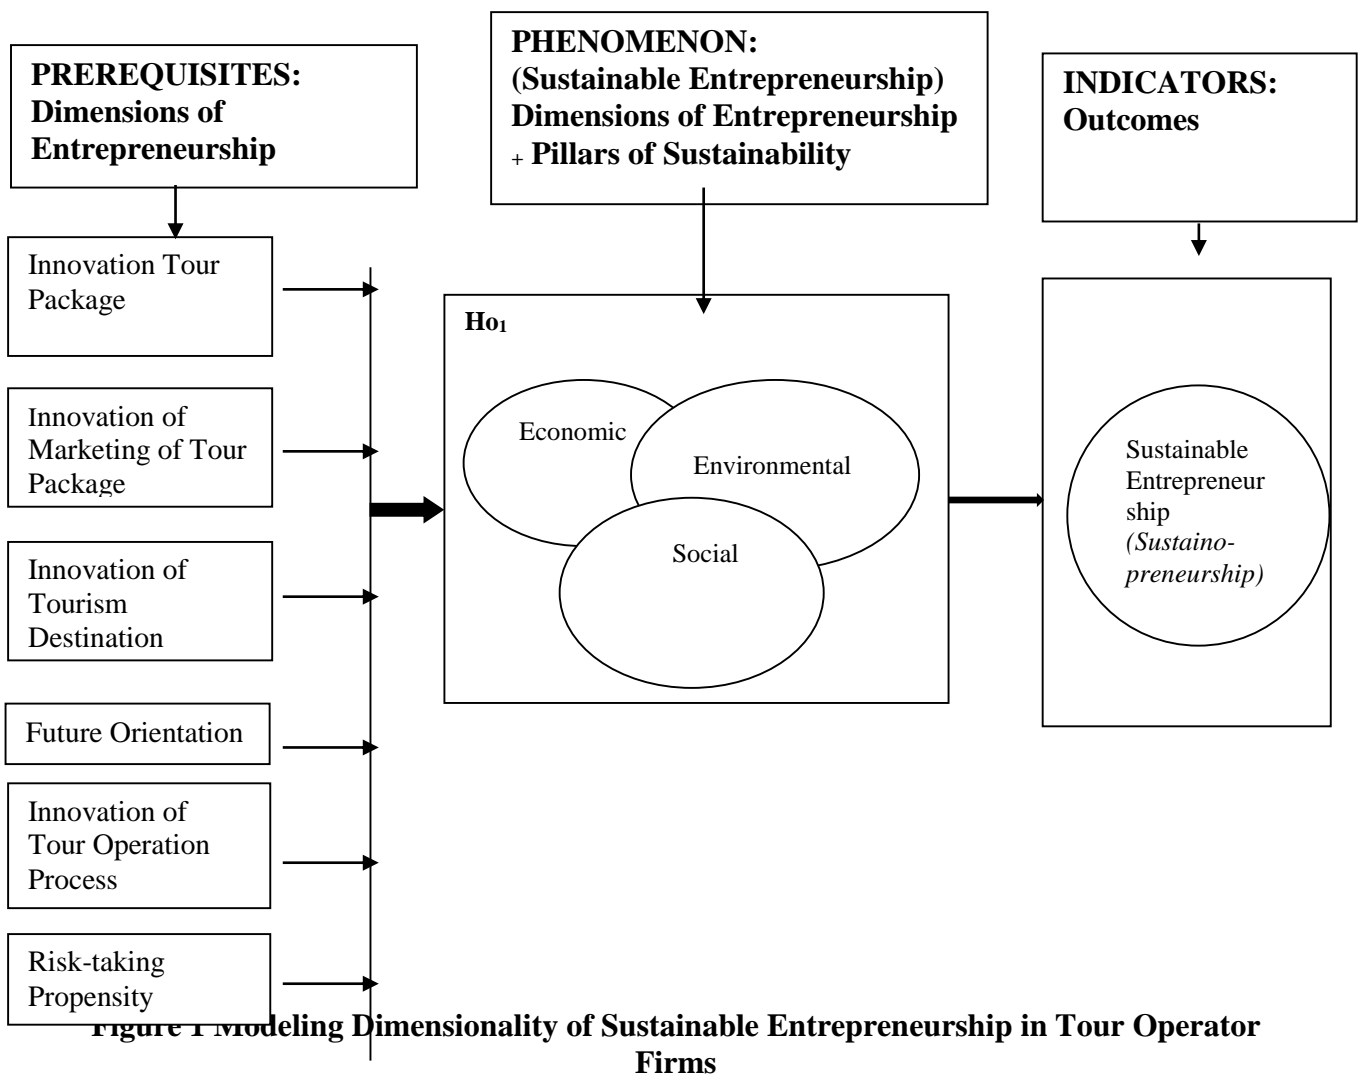 PREREQUISITES:
Dimensions of
Entrepreneurship
PHENOMENON:
(Sustainable Entrepreneurship)
Dimensions of Entrepreneurship
+ Pillars of Sustainability
INDICATORS:
Outcomes
Innovation Tour
Package
Innovation of
Marketing of Tour
Package
Innovation of
Tourism
Destination
Future Orientation
Innovation of
Tour Operation
Process
Risk-taking
Propensity
Ho1
Economic
Environmental
Social
Sustainable
Entrepreneur
ship
(Sustaino-
preneurship)
Figure 1 Modeling Dimensionality of Sustainable Entrepreneurship in Tour Operator
Firms